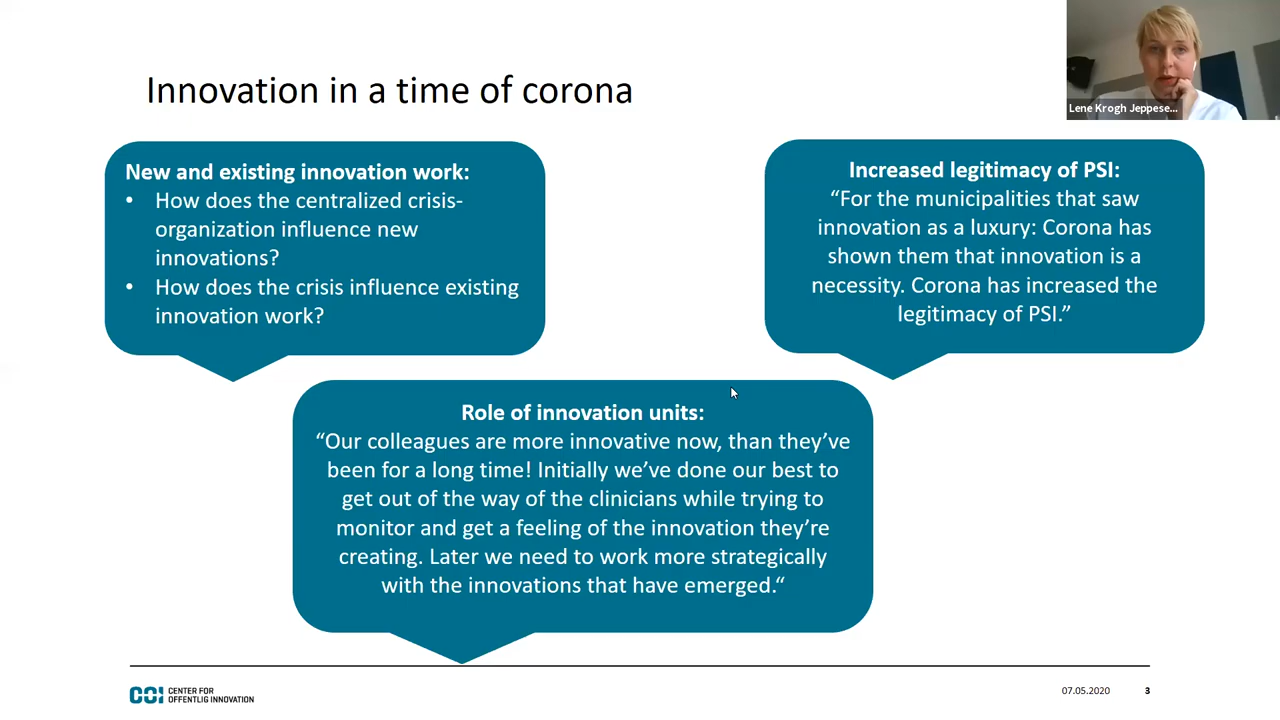 Innovation in a time of corona
Lene Krogh Jeppese...
New and existing innovation work:
• How does the centralized crisis-
organization influence new
innovations?
• How does the crisis influence existing
innovation work?
Increased legitimacy of PSI:
“For the municipalities that saw
innovation as a luxury: Corona has
shown them that innovation is a
necessity. Corona has increased the
legitimacy of PSI.”
Role of innovation units:
“Our colleagues are more innovative now, than they’ve
been for a long time! Initially we’ve done our best to
get out of the way of the clinicians while trying to
monitor and get a feeling of the innovation they’re
creating. Later we need to work more strategically
with the innovations that have emerged.“
COI CENTER FOR
OFFENTLIG INNOVATION
07.05.2020 3